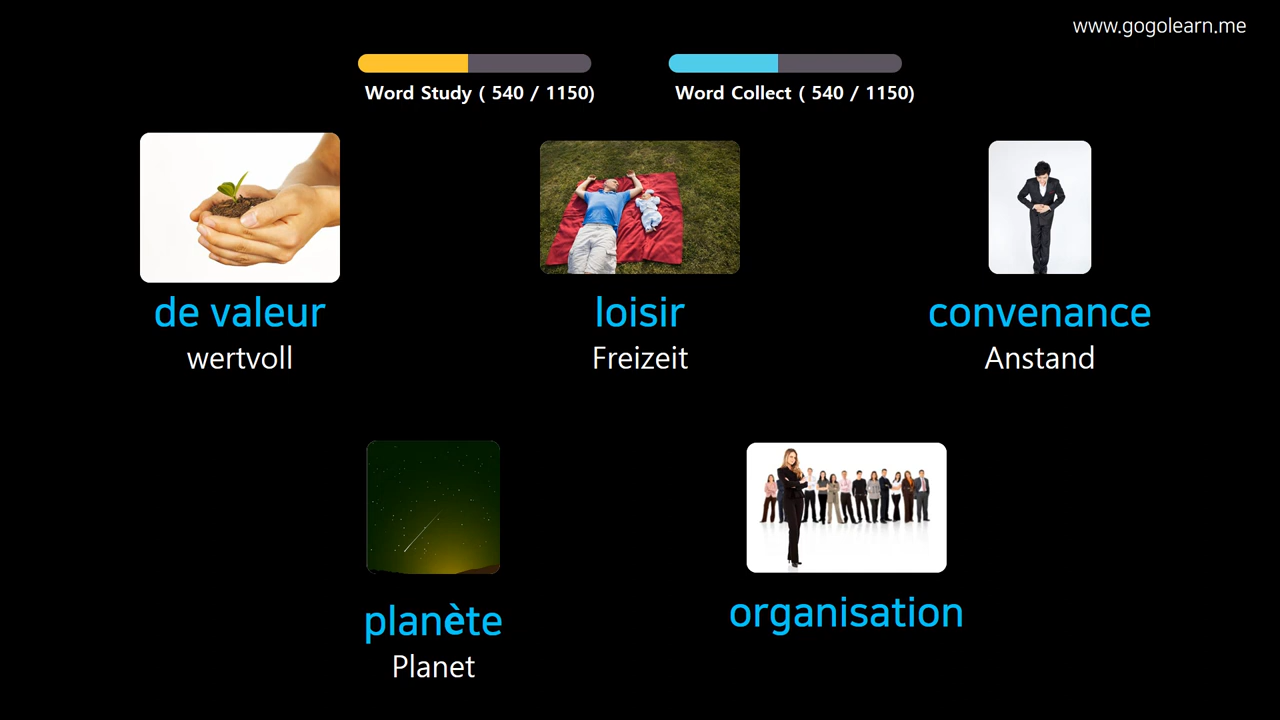 www.gogolearn.me
Word Study ( 540 / 1150)
Word Collect ( 540 / 1150)
de valeur
wertvoll
loisir
Freizeit
convenance
Anstand
planète
Planet
organisation